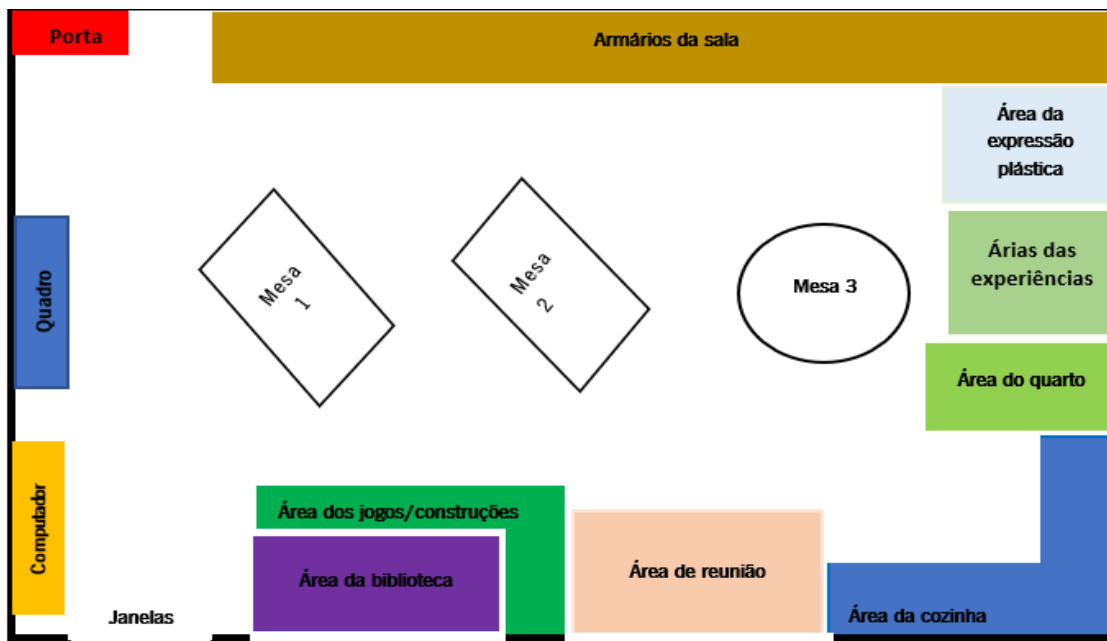 Porta
Armários da sala
Área da
expressão
plástica
Quadro
Mesa
1
Mesa
2
Mesa 3
Árias das
experiências
Área do quarto
Computador
Área dos jogos/construções
Área da biblioteca
Área de reunião
Janelas
Área da cozinha